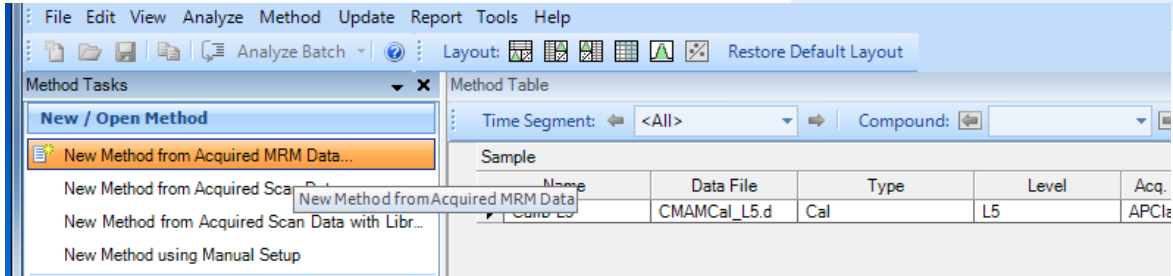 File Edit View Analyze Method Update Report Tools Help
Analyze Batch Layout: Restore Default Layout
Method Tasks
Method Table
New / Open Method
Time Segment: <All> Compound:
New Method from Acquired MRM Data...
Sample
New Method from Acquired Scan
New Method from Acquired MRM Data
Name Data File Type Level Acq.
CMAMCal_L5.d Cal L5 APCla
New Method from Acquired Scan Data with Libr...
New Method using Manual Setup